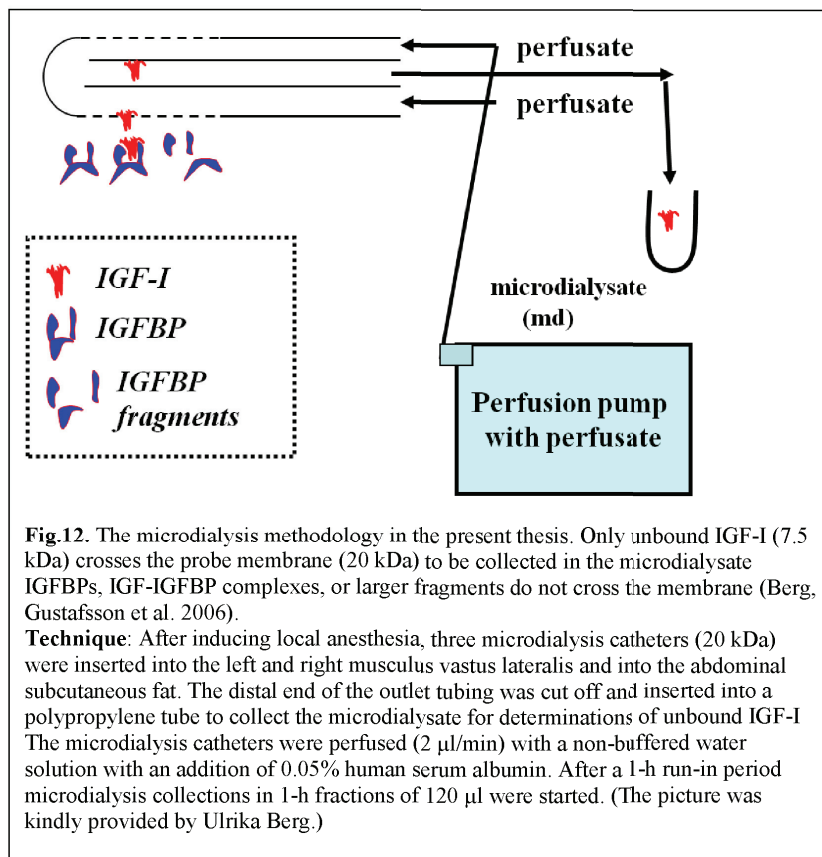 perfusate
perfusate
microdialysate
(md)
IGF-I
IGFBP
IGFBP
fragments
Perfusion pump
with perfusate
Fig.12. The microdialysis methodology in the present thesis. Only unbound IGF-I (7.5
kDa) crosses the probe membrane (20 kDa) to be collected in the microdialysate
IGFBPs, IGF-IGFBP complexes, or larger fragments do not cross the membrane (Berg,
Gustafsson et al. 2006).
Technique: After inducing local anesthesia, three microdialysis catheters (20 kDa)
were inserted into the left and right musculus vastus lateralis and into the abdominal
subcutaneous fat. The distal end of the outlet tubing was cut off and inserted into a
polypropylene tube to collect the microdialysate for determinations of unbound IGF-I
The microdialysis catheters were perfused (2 μl/min) with a non-buffered water
solution with an addition of 0.05% human serum albumin. After a 1-h run-in period
microdialysis collections in 1-h fractions of 120 μl were started. (The picture was
kindly provided by Ulrika Berg.)